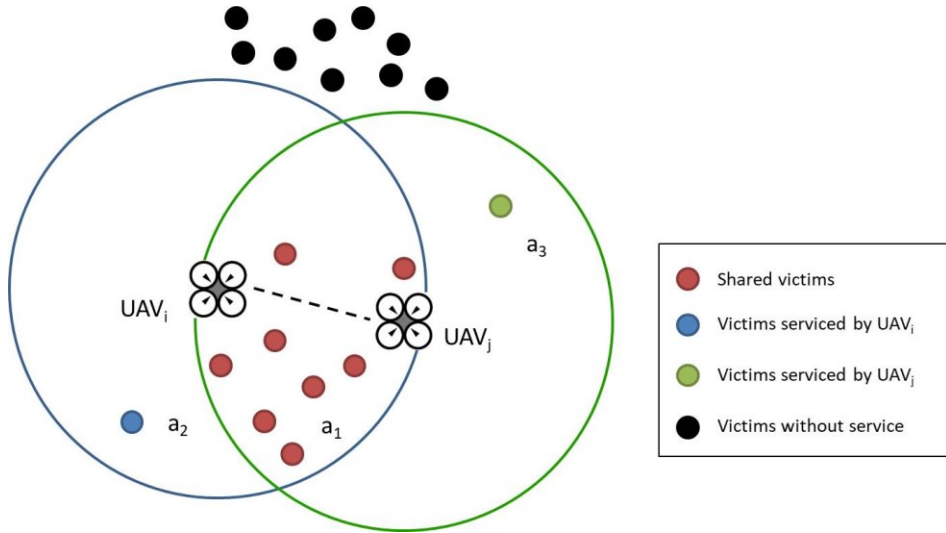 a₃
UAVᵢ
UAVⱼ
a₂
a₁
Shared victims
Victims serviced by UAVᵢ
Victims serviced by UAVⱼ
Victims without service